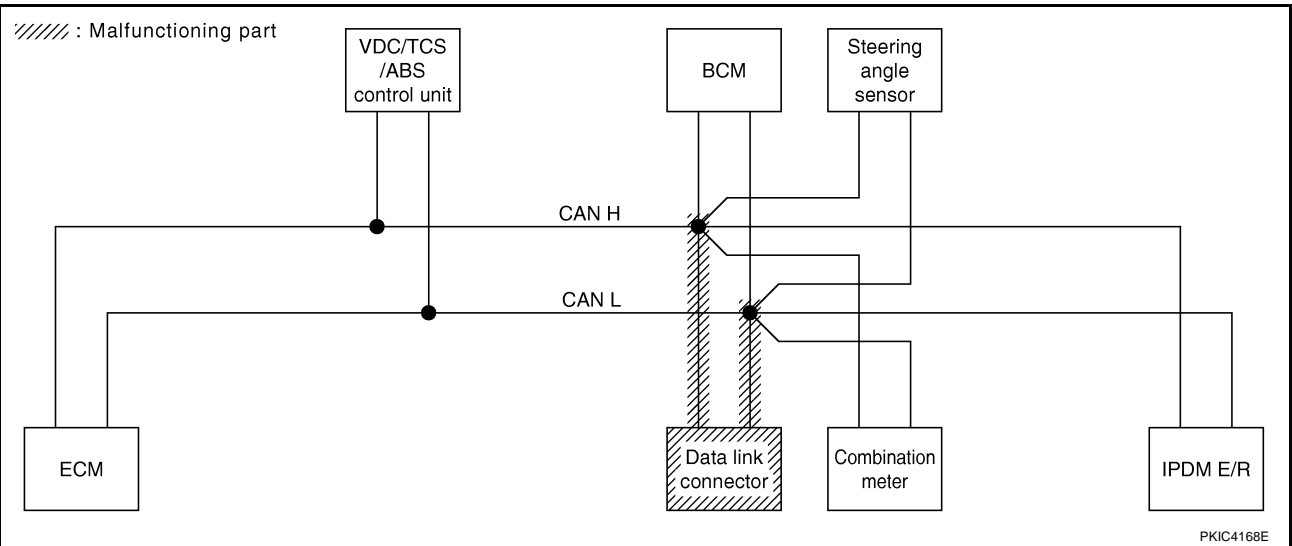 : Malfunctioning part
VDC/TCS
/ABS
control unit
BCM
Steering
angle
sensor
CAN H
CAN L
ECM
Data link
connector
Combination
meter
IPDM E/R
PKIC4168E